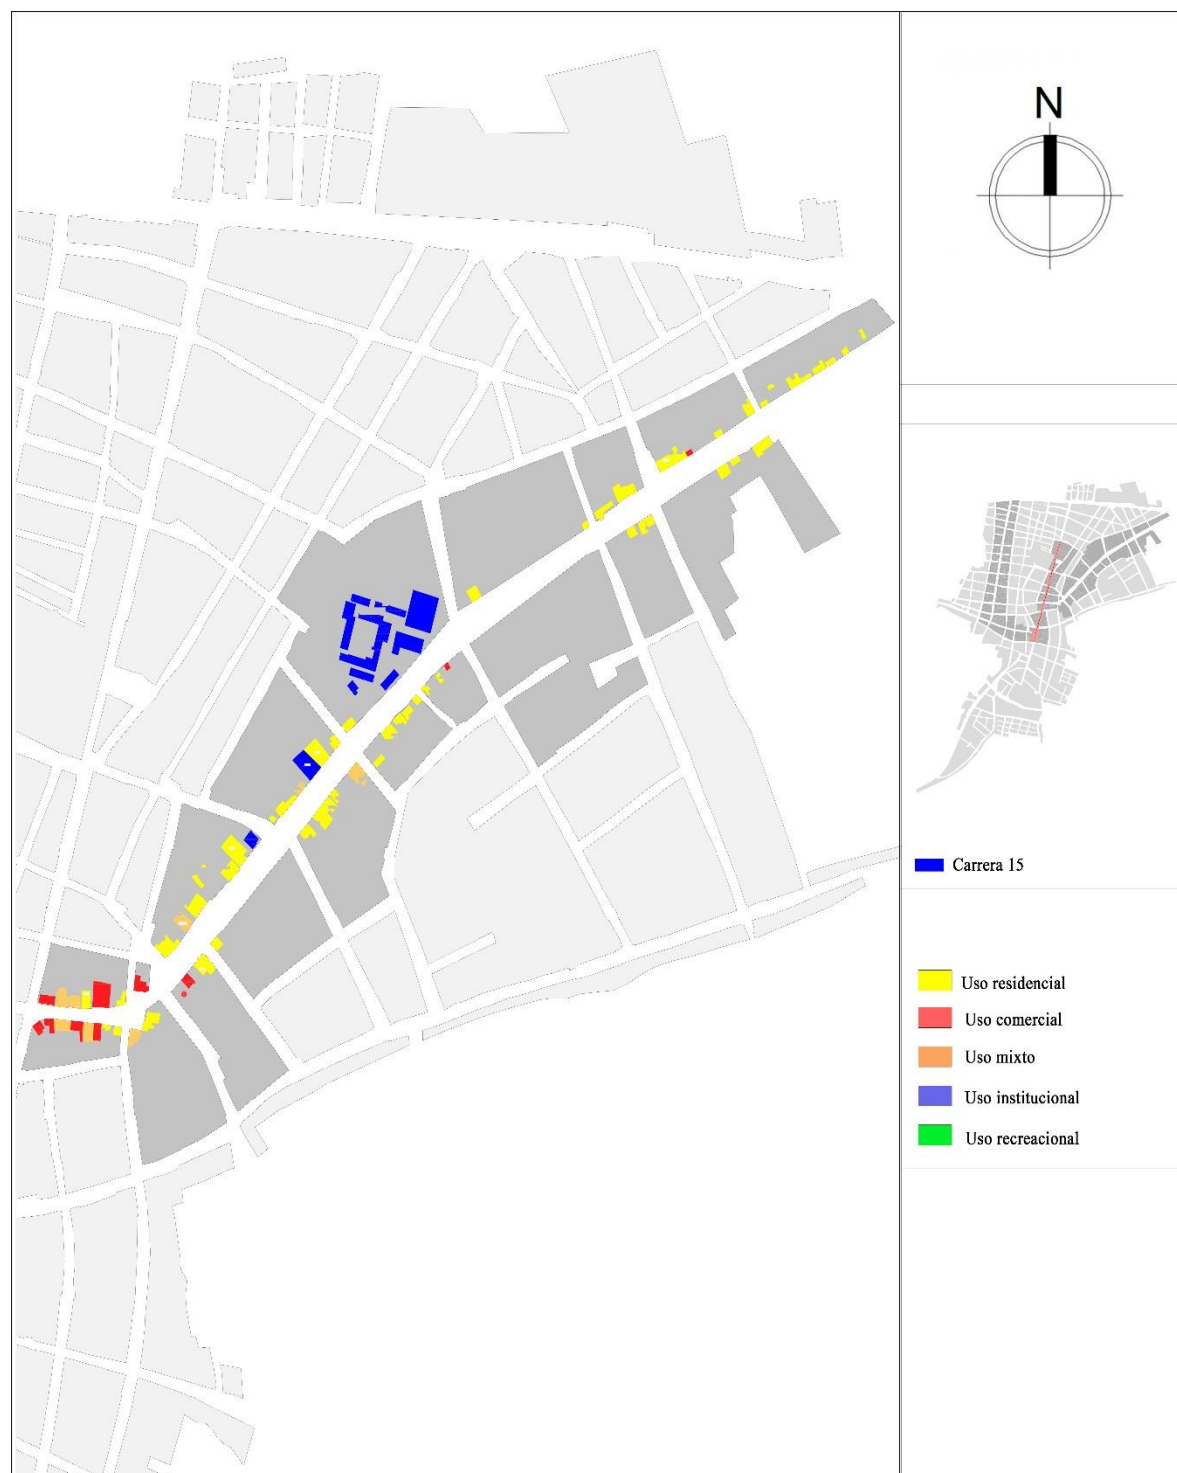 N
Carrera 15
Uso residencial
Uso comercial
Uso mixto
Uso institucional
Uso recreacional